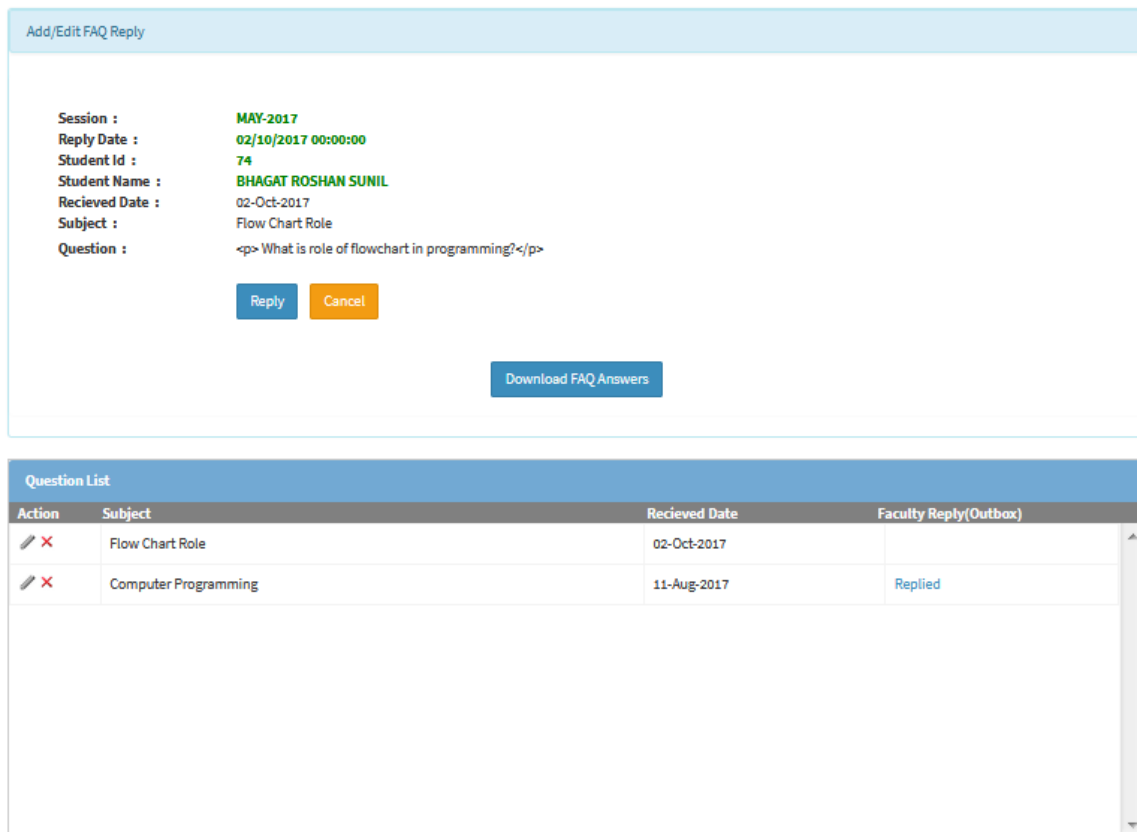 Add/Edit FAQ Reply
Session : MAY-2017
Reply Date : 02/10/2017 00:00:00
Student Id : 74
Student Name : BHAGAT ROSHAN SUNIL
Recieved Date : 02-Oct-2017
Subject : Flow Chart Role
Question : <p> What is role of flowchart in programming?</p>
Reply Cancel
Download FAQ Answers
Question List
Action Subject Recieved Date Faculty Reply(Outbox)
Flow Chart Role 02-Oct-2017
Computer Programming 11-Aug-2017 Replied